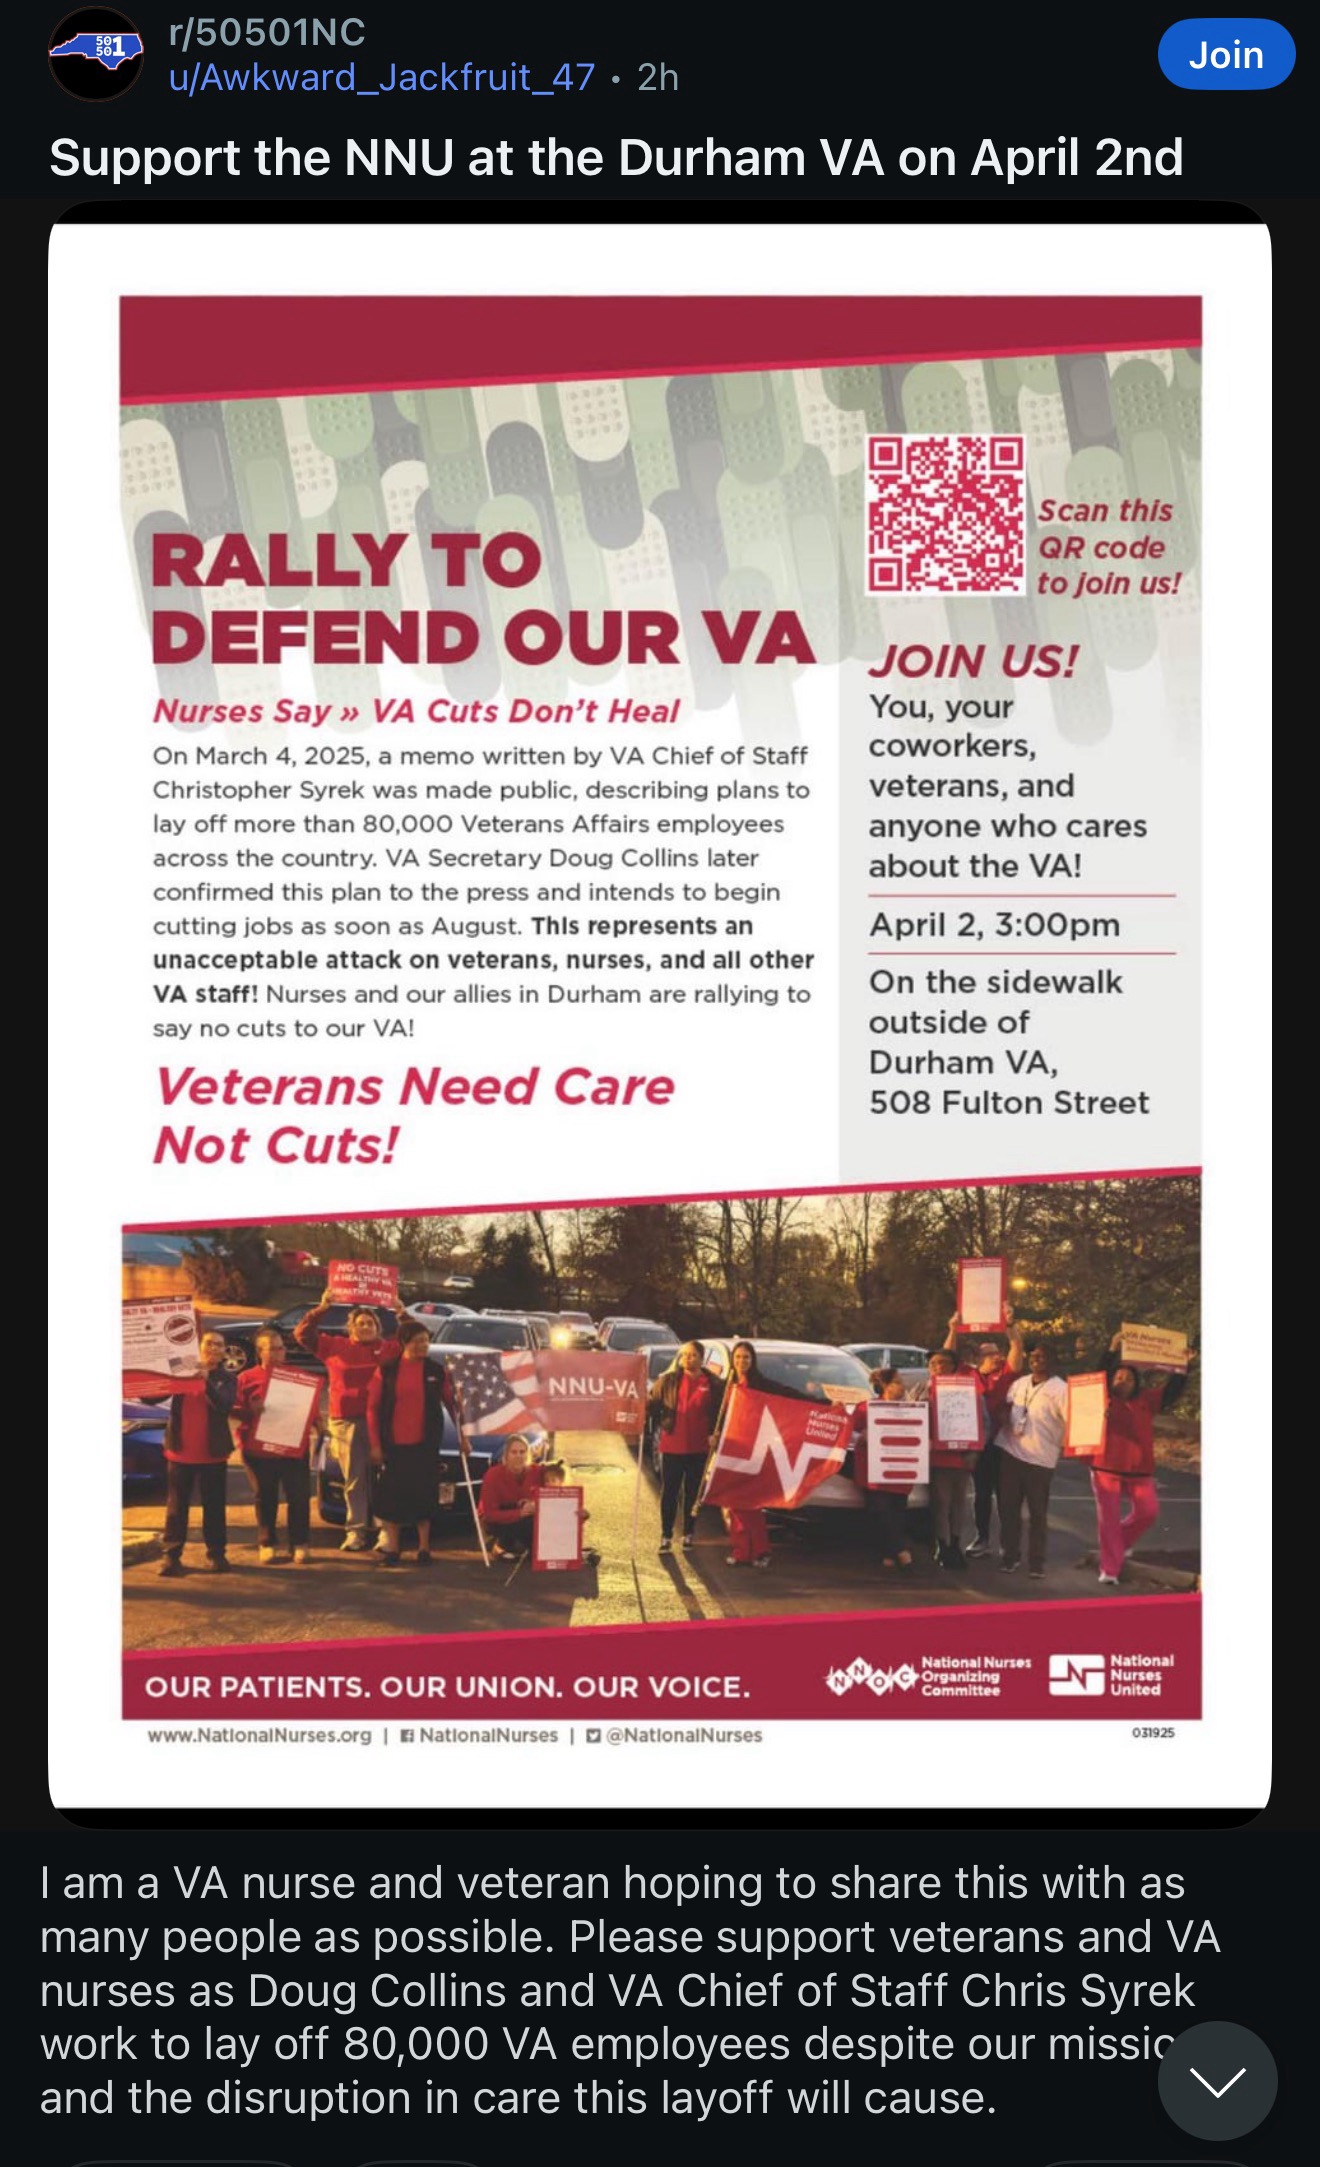 r/50501NC
u/Awkward_Jackfruit_47 • 2h
Join
Support the NNU at the Durham VA on April 2nd
RALLY TO
DEFEND OUR VA
Nurses Say » VA Cuts Don't Heal
On March 4, 2025, a memo written by VA Chief of Staff
Christopher Syrek was made public, describing plans to
lay off more than 80,000 Veterans Affairs employees
across the country. VA Secretary Doug Collins later
confirmed this plan to the press and intends to begin
cutting jobs as soon as August. This represents an
unacceptable attack on veterans, nurses, and all other
VA staff! Nurses and our allies in Durham are rallying to
say no cuts to our VA!
Veterans Need Care
Not Cuts!
Scan this
QR code
to join us!
JOIN US!
You, your
coworkers,
veterans, and
anyone who cares
about the VA!
April 2, 3:00pm
On the sidewalk
outside of
Durham VA,
508 Fulton Street
NO CUTS
A HEALTHY VA
HEALTHY VETS
NNU-VA
National
Nurses
United
OUR PATIENTS. OUR UNION. OUR VOICE.
NNOC
National Nurses
Organizing
Committee
National
Nurses
United
www.NationalNurses.org | NationalNurses | @NationalNurses
031925
I am a VA nurse and veteran hoping to share this with as
many people as possible. Please support veterans and VA
nurses as Doug Collins and VA Chief of Staff Chris Syrek
work to lay off 80,000 VA employees despite our missio
and the disruption in care this layoff will cause.